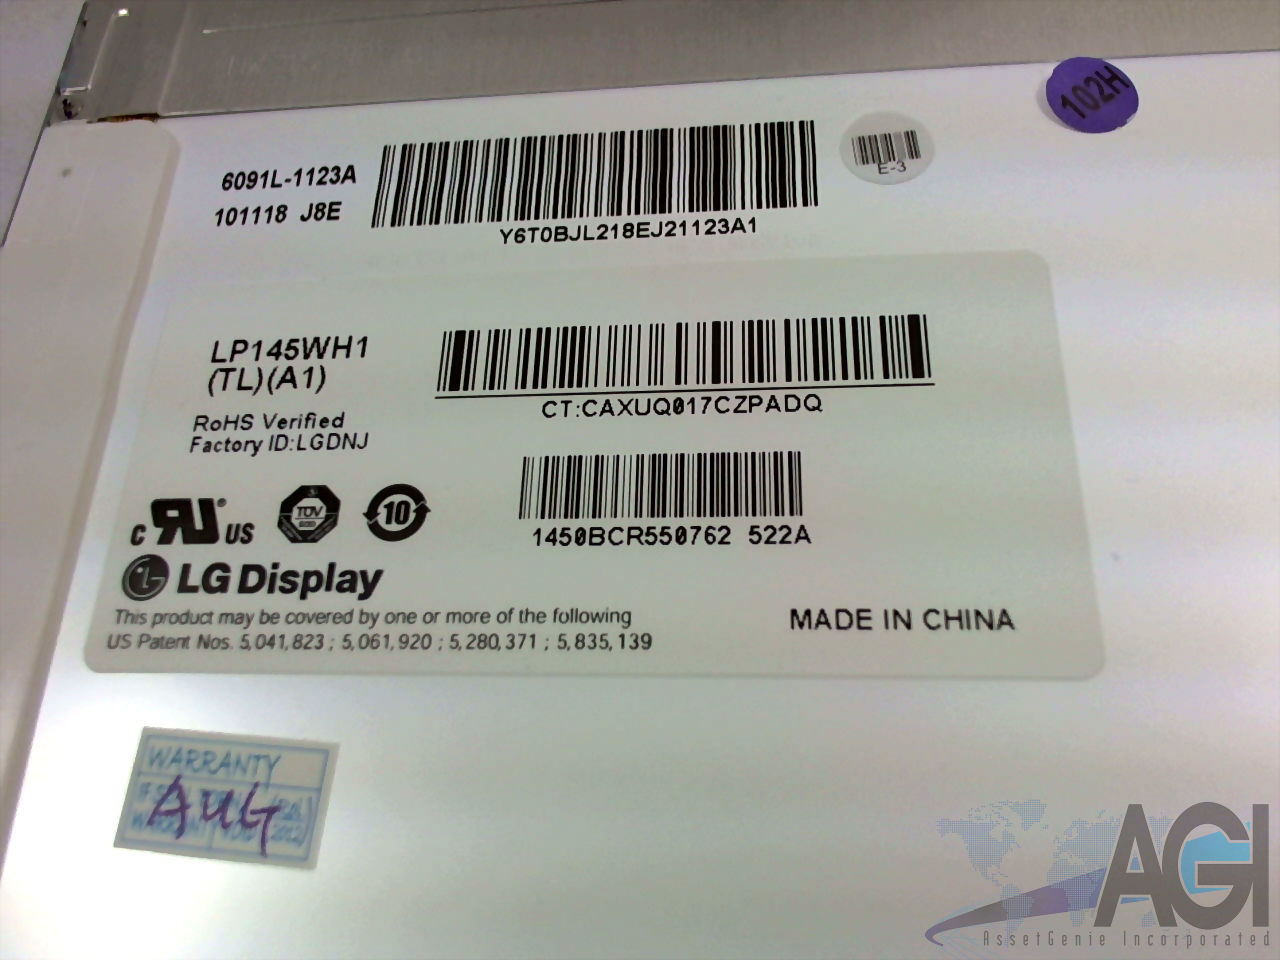 102H
6091L-1123A
101118 J8E
Y6T0BJL218EJ21123A1
E-3
LP145WH1
(TL)(A1)
RoHS Verified
Factory ID:LGDNJ
CT:CAXUQ017CZPADQ
c RU ® US
TÜV
10
1450BCR550762 522A
LG Display
This product may be covered by one or more of the following
US Patent Nos. 5,041,823 ; 5,061,920 ; 5,280,371 ; 5,835,139
MADE IN CHINA
WARRANTY
AUG
AGI
AssetGenie Incorporated